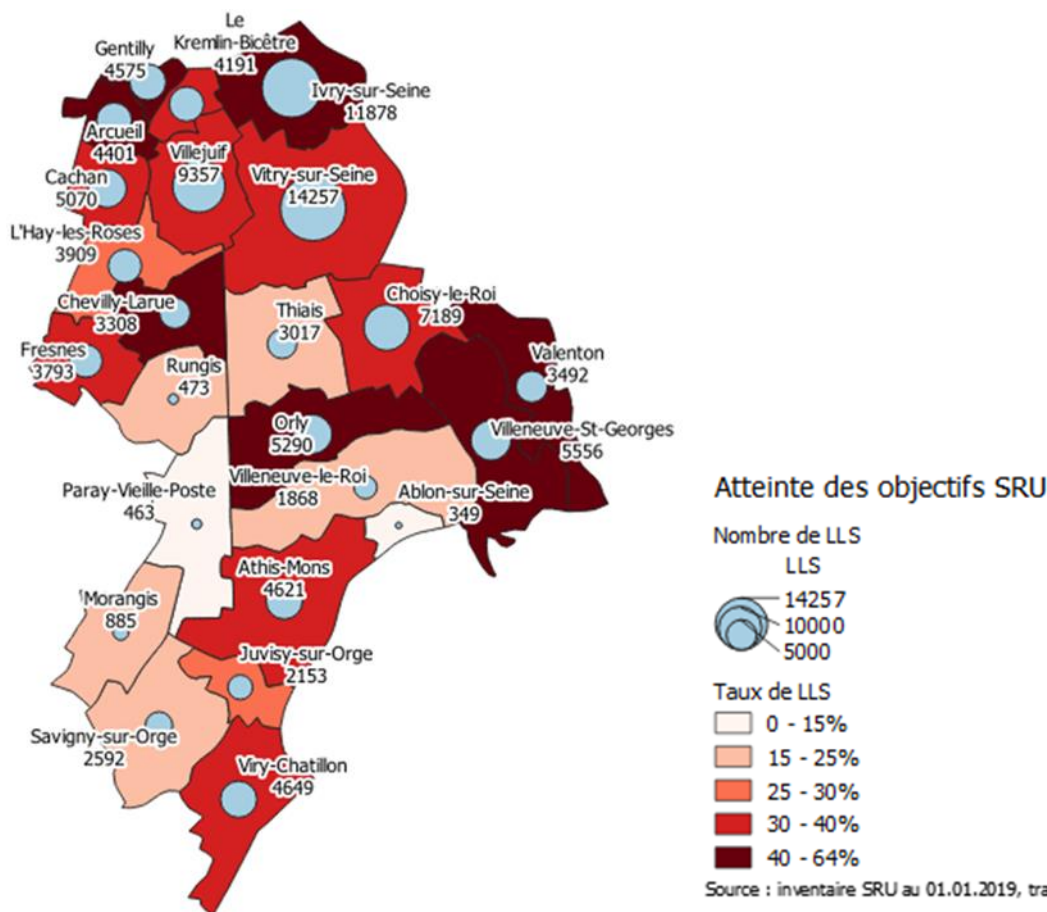 Le
Kremlin-Bicêtre
4191
Gentilly
4575
Ivry-sur-Seine
11878
Arcueil
4401
Villejuif
9357
Vitry-sur-Seine
14257
Cachan
5070
L'Hay-les-Roses
3909
Chevilly-Larue
3308
Thiais
3017
Choisy-le-Roi
7189
Fresnes
3793
Rungis
473
Valenton
3492
Orly
5290
Villeneuve-St-Georges
5556
Villeneuve-le-Roi
1868
Ablon-sur-Seine
349
Paray-Vieille-Poste
463
Athis-Mons
4621
Morangis
885
Juvisy-sur-Orge
2153
Savigny-sur-Orge
2592
Viry-Chatillon
4649
Atteinte des objectifs SRU
Nombre de LLS
LLS
14257
10000
5000
Taux de LLS
0 - 15%
15 - 25%
25 - 30%
30 - 40%
40 - 64%
Source : inventaire SRU au 01.01.2019, tra